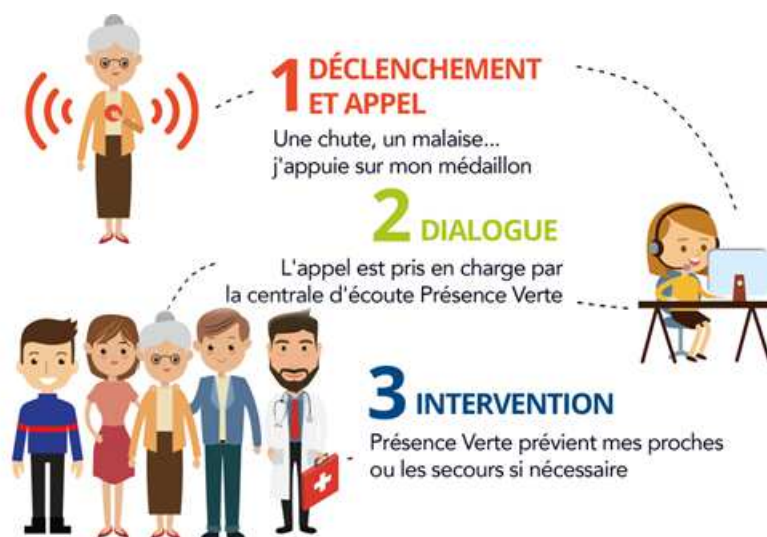 1 DÉCLENCHEMENT
ET APPEL
Une chute, un malaise...
j'appuie sur mon médaillon
2 DIALOGUE
L'appel est pris en charge par
la centrale d'écoute Présence Verte
3 INTERVENTION
Présence Verte prévient mes proches
ou les secours si nécessaire